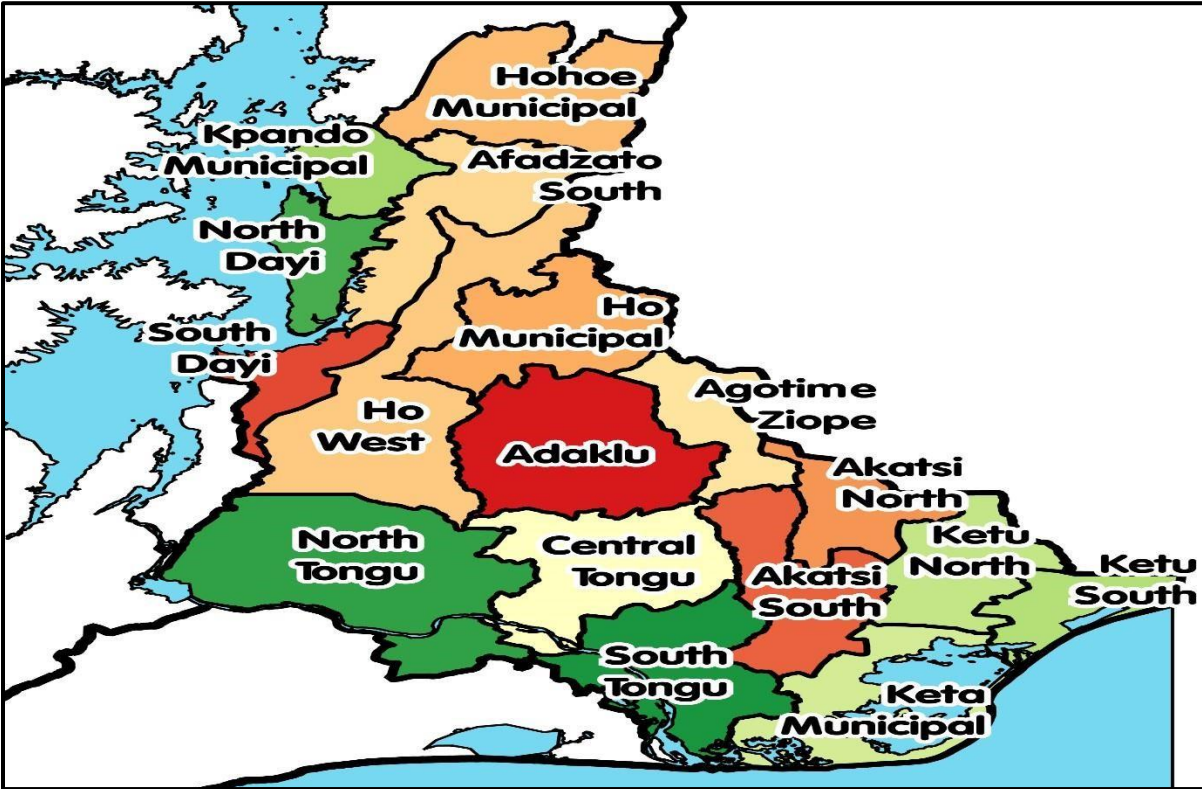 Hohoe
Municipal
Kpando
Municipal
Afadzato
South
North
Dayi
South
Dayi
Ho
Municipal
Agotime
Ziope
Ho
West
Adaklu
Akatsi
North
North
Tongu
Central
Tongu
Akatsi
South
Ketu
North
Ketu
South
South
Tongu
Keta
Municipal